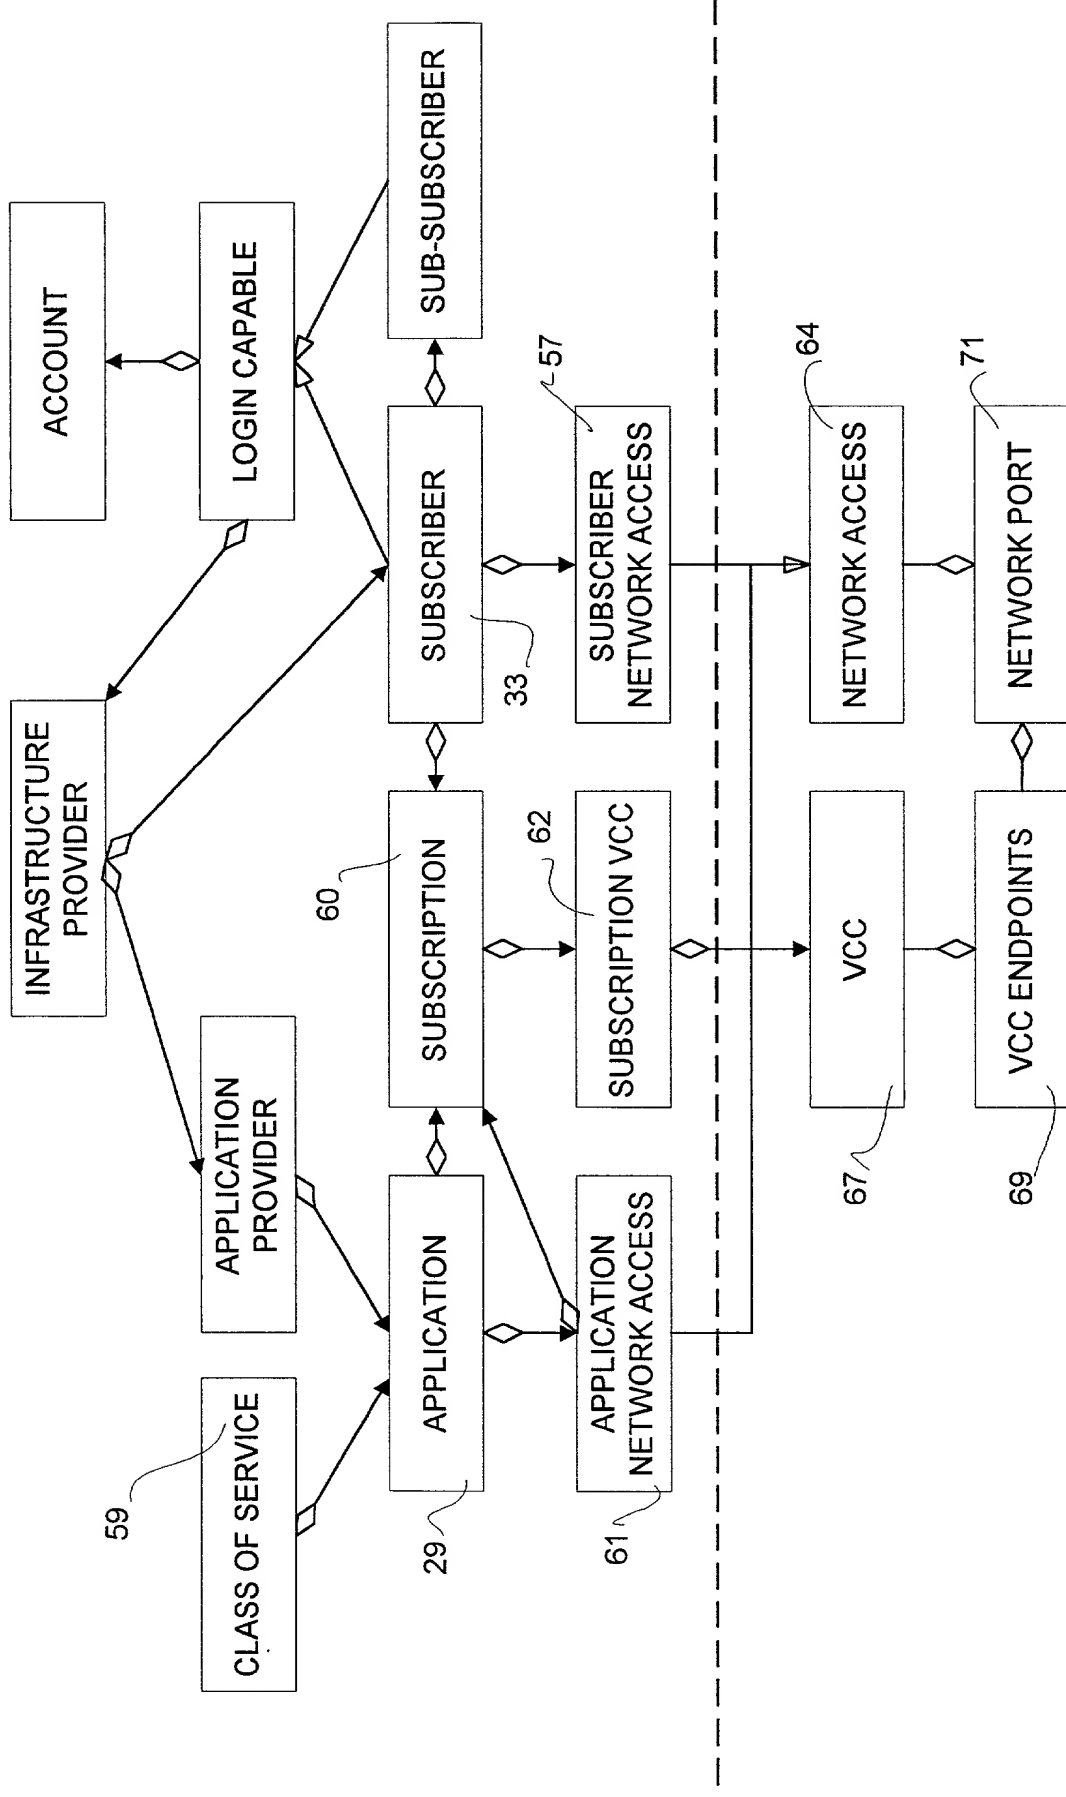 INFRASTRUCTURE
PROVIDER
ACCOUNT
59
CLASS OF SERVICE
APPLICATION
PROVIDER
LOGIN CAPABLE
60
29
APPLICATION
SUBSCRIPTION
SUBSCRIBER
SUB-SUBSCRIBER
33
62
57
61
APPLICATION
NETWORK ACCESS
SUBSCRIPTION VCC
SUBSCRIBER
NETWORK ACCESS
64
67
VCC
NETWORK ACCESS
71
69
VCC ENDPOINTS
NETWORK PORT